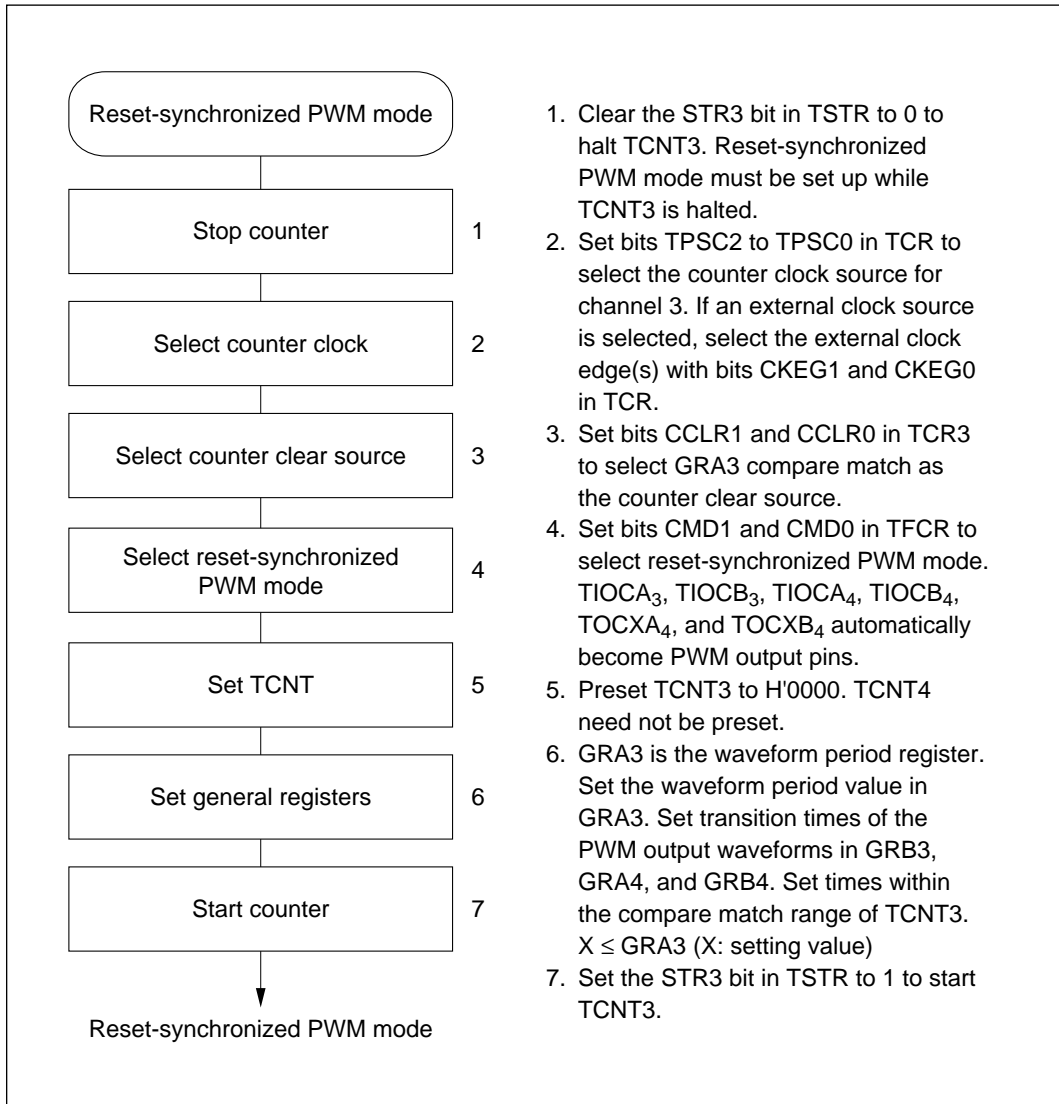 Reset-synchronized PWM mode
Stop counter
1
Select counter clock
2
Select counter clear source
3
Select reset-synchronized
PWM mode
4
Set TCNT
5
Set general registers
6
Start counter
7
Reset-synchronized PWM mode
1. Clear the STR3 bit in TSTR to 0 to
halt TCNT3. Reset-synchronized
PWM mode must be set up while
TCNT3 is halted.
2. Set bits TPSC2 to TPSC0 in TCR to
select the counter clock source for
channel 3. If an external clock source
is selected, select the external clock
edge(s) with bits CKEG1 and CKEG0
in TCR.
3. Set bits CCLR1 and CCLR0 in TCR3
to select GRA3 compare match as
the counter clear source.
4. Set bits CMD1 and CMD0 in TFCR to
select reset-synchronized PWM mode.
TIOCA₃, TIOCB₃, TIOCA₄, TIOCB₄,
TOCXA₄, and TOCXB₄ automatically
become PWM output pins.
5. Preset TCNT3 to H'0000. TCNT4
need not be preset.
6. GRA3 is the waveform period register.
Set the waveform period value in
GRA3. Set transition times of the
PWM output waveforms in GRB3,
GRA4, and GRB4. Set times within
the compare match range of TCNT3.
X ≤ GRA3 (X: setting value)
7. Set the STR3 bit in TSTR to 1 to start
TCNT3.